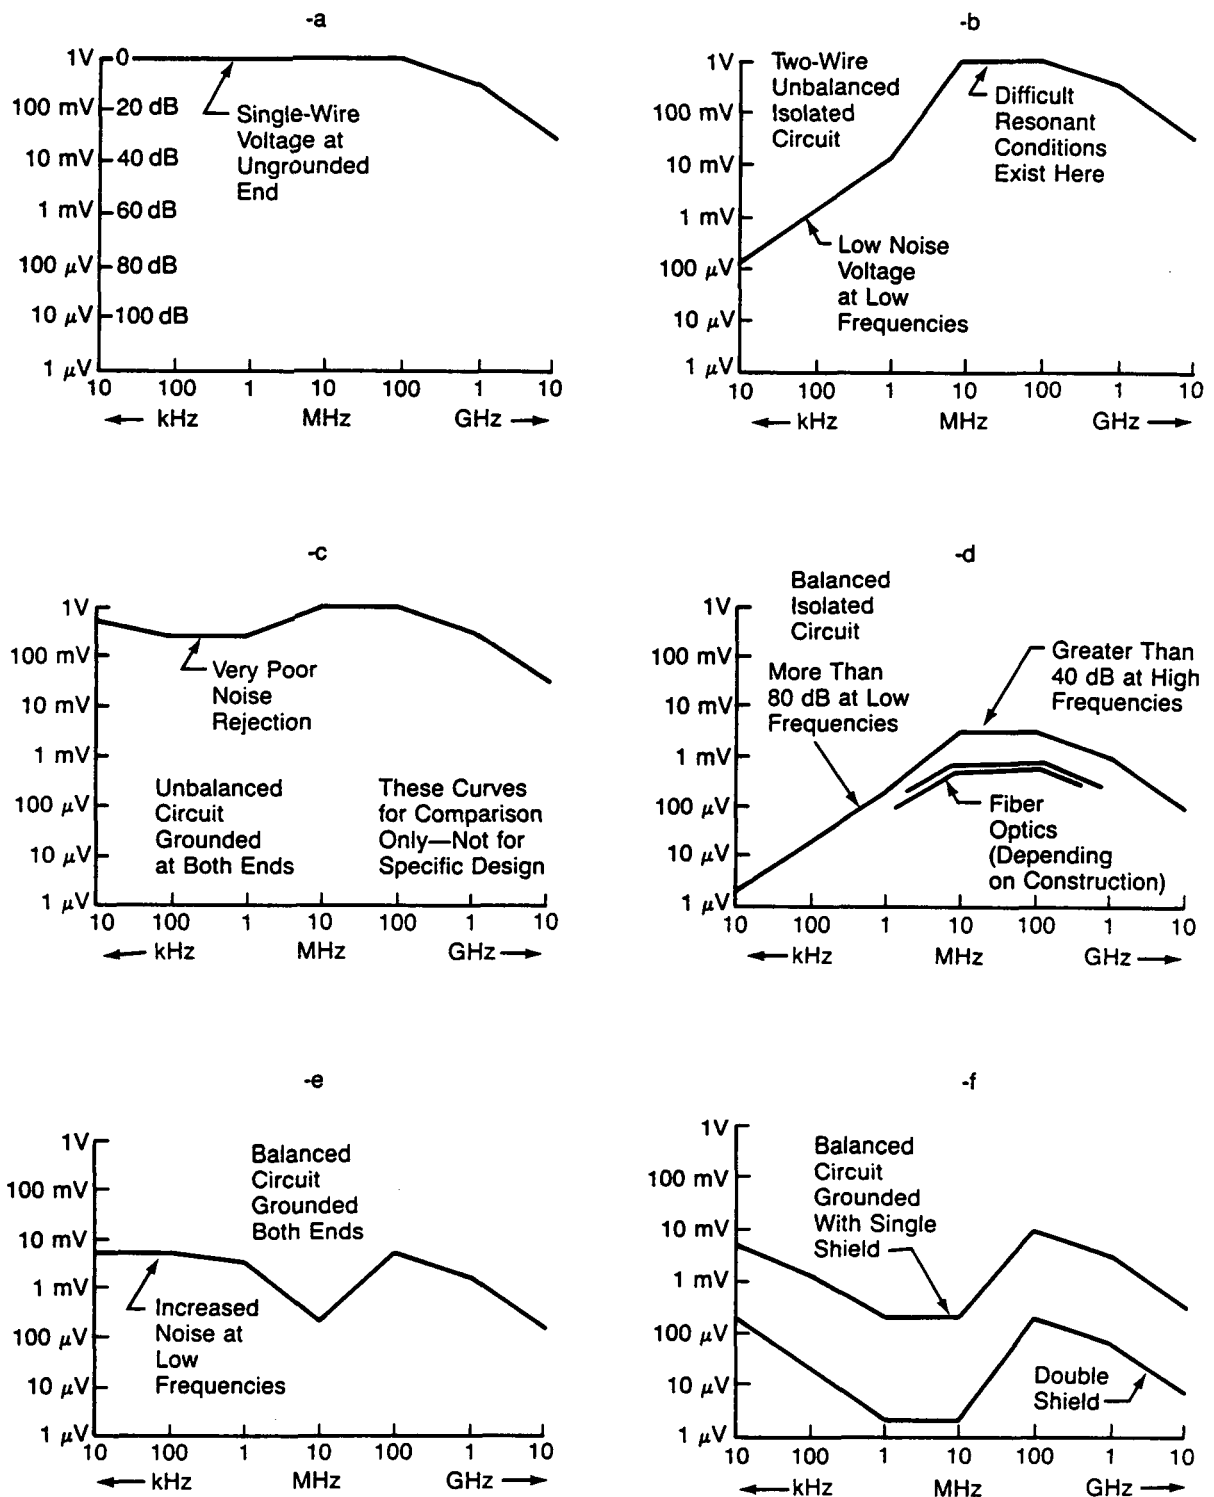 -a
1V 0
100 mV 20 dB
10 mV 40 dB
1 mV 60 dB
100 µV 80 dB
10 µV 100 dB
1 µV
Single-Wire
Voltage at
Ungrounded
End
10 100 1 10 100 1 10
kHz MHz GHz
-b
1V
100 mV
10 mV
1 mV
100 µV
10 µV
1 µV
Two-Wire
Unbalanced
Isolated
Circuit
Difficult
Resonant
Conditions
Exist Here
Low Noise
Voltage
at Low
Frequencies
10 100 1 10 100 1 10
kHz MHz GHz
-c
1V
100 mV
10 mV
1 mV
100 µV
10 µV
1 µV
Very Poor
Noise
Rejection
Unbalanced
Circuit
Grounded
at Both Ends
These Curves
for Comparison
Only—Not for
Specific Design
10 100 1 10 100 1 10
kHz MHz GHz
-d
1V
100 mV
10 mV
1 mV
100 µV
10 µV
1 µV
Balanced
Isolated
Circuit
More Than
80 dB at Low
Frequencies
Greater Than
40 dB at High
Frequencies
Fiber
Optics
(Depending
on Construction)
10 100 1 10 100 1 10
kHz MHz GHz
-e
1V
100 mV
10 mV
1 mV
100 µV
10 µV
1 µV
Balanced
Circuit
Grounded
Both Ends
Increased
Noise at
Low
Frequencies
10 100 1 10 100 1 10
kHz MHz GHz
-f
1V
100 mV
10 mV
1 mV
100 µV
10 µV
1 µV
Balanced
Circuit
Grounded
With Single
Shield
Double
Shield
10 100 1 10 100 1 10
kHz MHz GHz